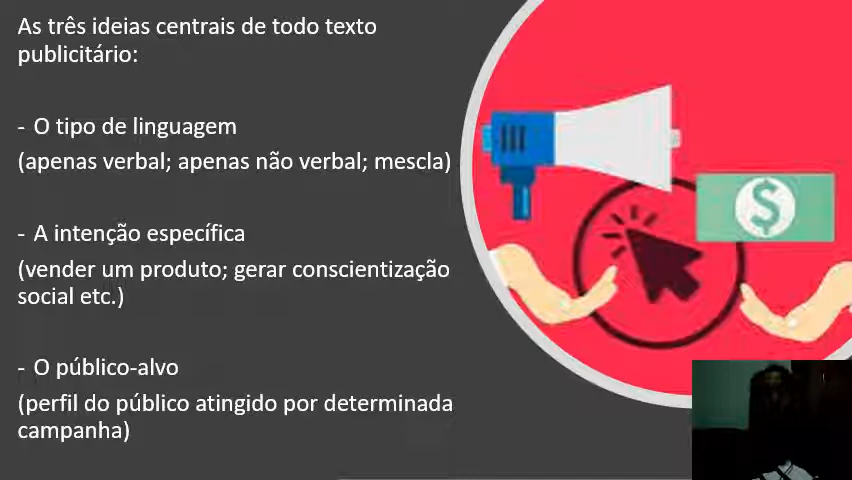 As três ideias centrais de todo texto
publicitário:
- O tipo de linguagem
(apenas verbal; apenas não verbal; mescla)
- A intenção específica
(vender um produto; gerar conscientização
social etc.)
- O público-alvo
(perfil do público atingido por determinada
campanha)
$